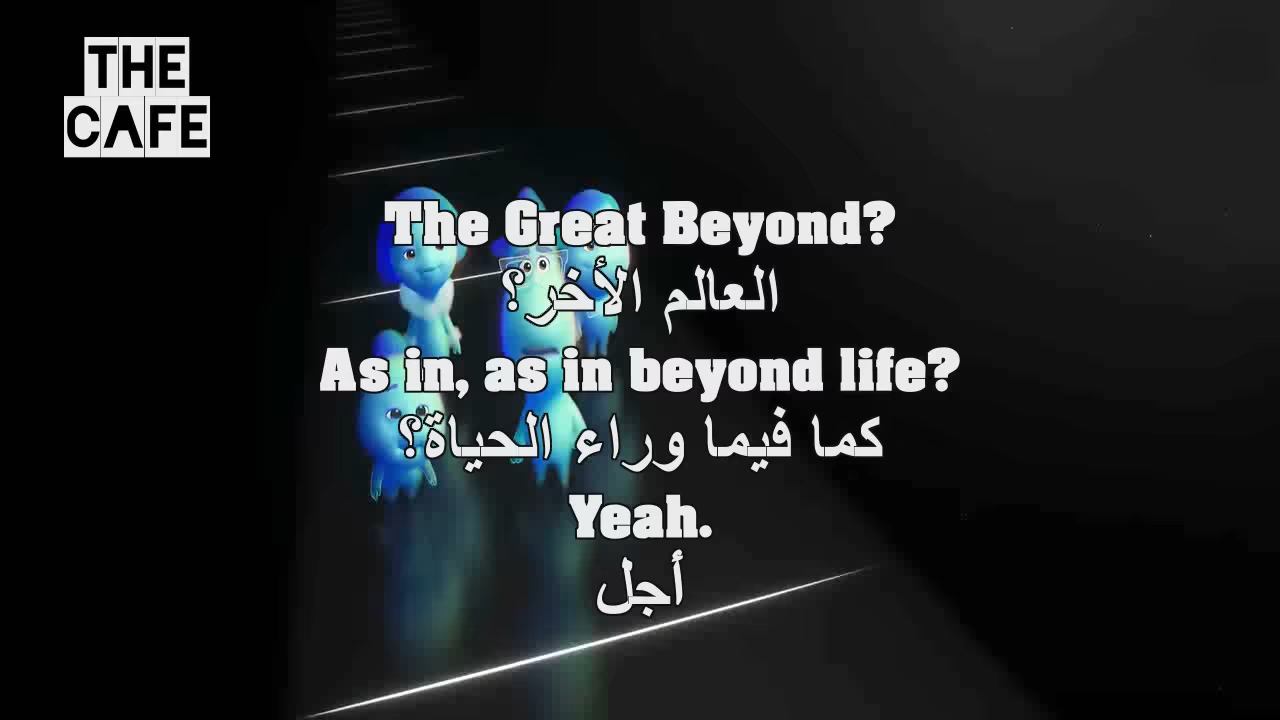 THE
CAFE
The Great Beyond?
العالم الأخر؟
As in, as in beyond life?
كما فيما وراء الحياة؟
Yeah.
أجل